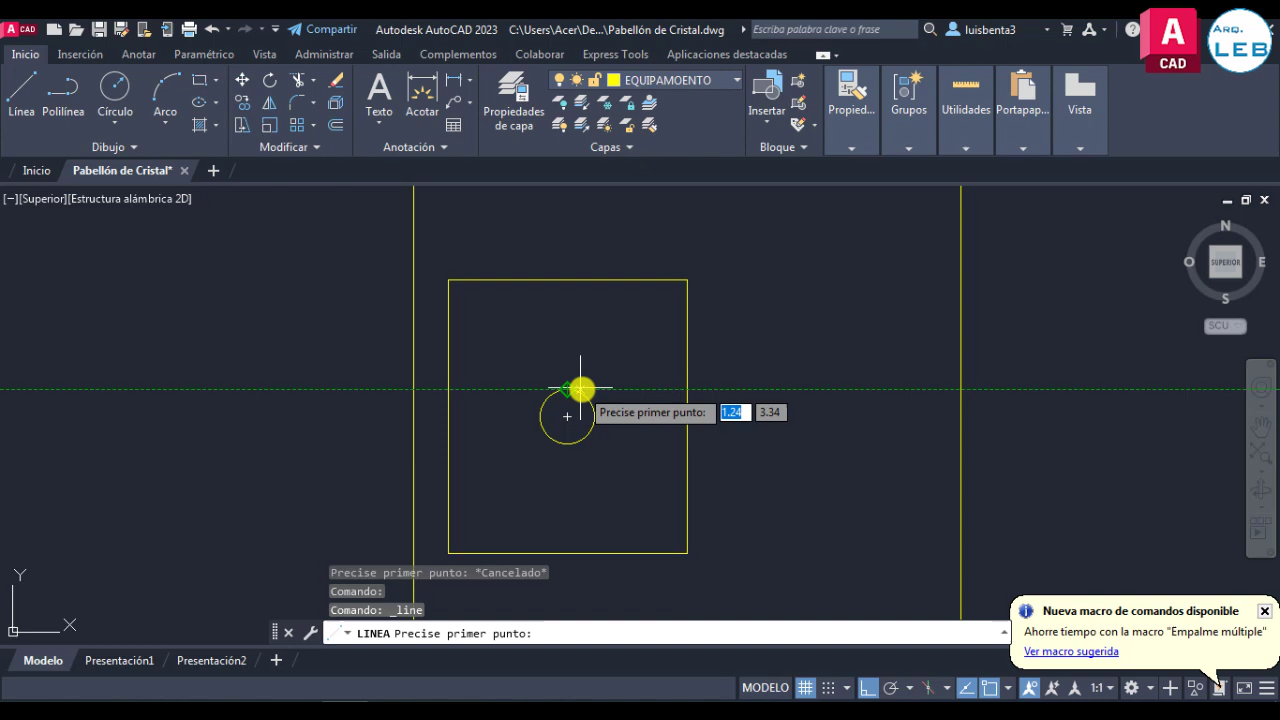 A CAD
Compartir
Autodesk AutoCAD 2023 C:\Users\Acer\De...\Pabellón de Cristal.dwg
Escriba palabra clave o frase
luisbenta3
A
CAD
ARQ.
LEB
Inicio Inserción Anotar Paramétrico Vista Administrar Salida Complementos Colaborar Express Tools Aplicaciones destacadas
EQUIPAMOENTO
Línea Polilínea Círculo Arco
A
Texto Acotar
Propiedades
de capa
Insertar
Propied... Grupos Utilidades Portapap... Vista
Dibujo Modificar Anotación Capas Bloque
Inicio Pabellón de Cristal*
[−][Superior][Estructura alámbrica 2D]
N
O SUPERIOR E
S
SCU
Precise primer punto: 1.24 3.34
Precise primer punto: *Cancelado*
Comando:
Comando: _line
LINEA Precise primer punto:
Y
X
Nueva macro de comandos disponible
Ahorre tiempo con la macro "Empalme múltiple"
Ver macro sugerida
Modelo Presentación1 Presentación2
MODELO 1:1